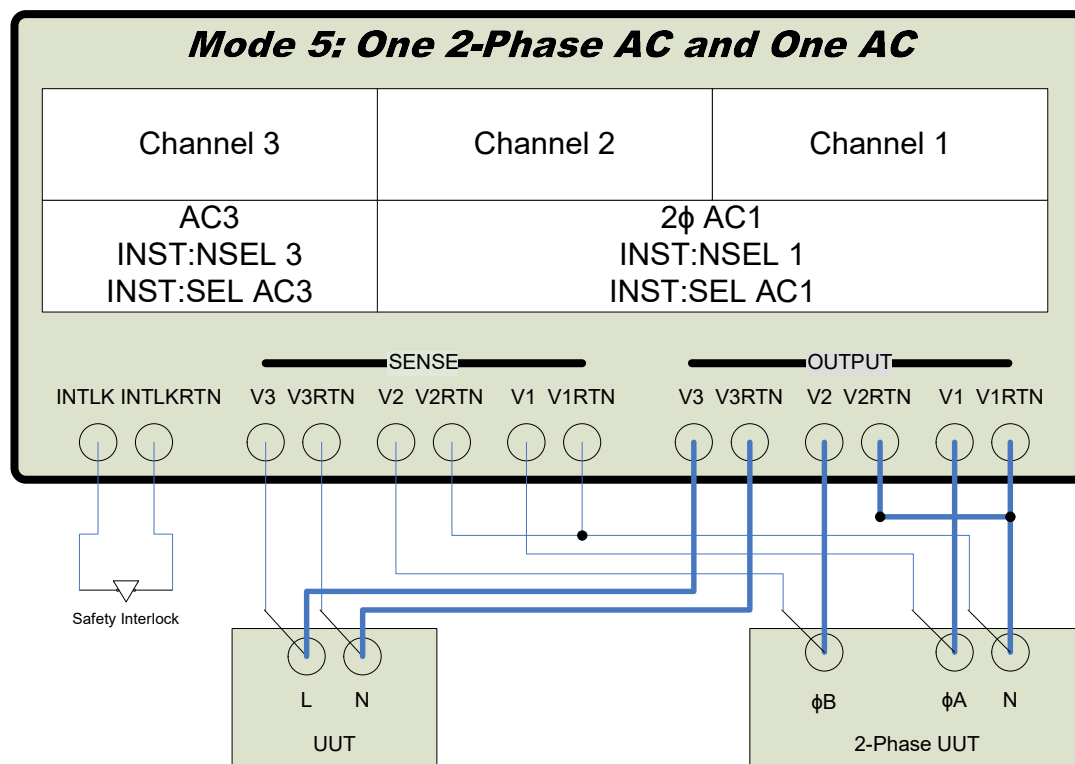 Mode 5: One 2-Phase AC and One AC
Channel 3
Channel 2
Channel 1
AC3
INST:NSEL 3
INST:SEL AC3
2ϕ AC1
INST:NSEL 1
INST:SEL AC1
SENSE
OUTPUT
INTLK INTLKRTN V3 V3RTN V2 V2RTN V1 V1RTN V3 V3RTN V2 V2RTN V1 V1RTN
Safety Interlock
L N
UUT
ϕB ϕA N
2-Phase UUT